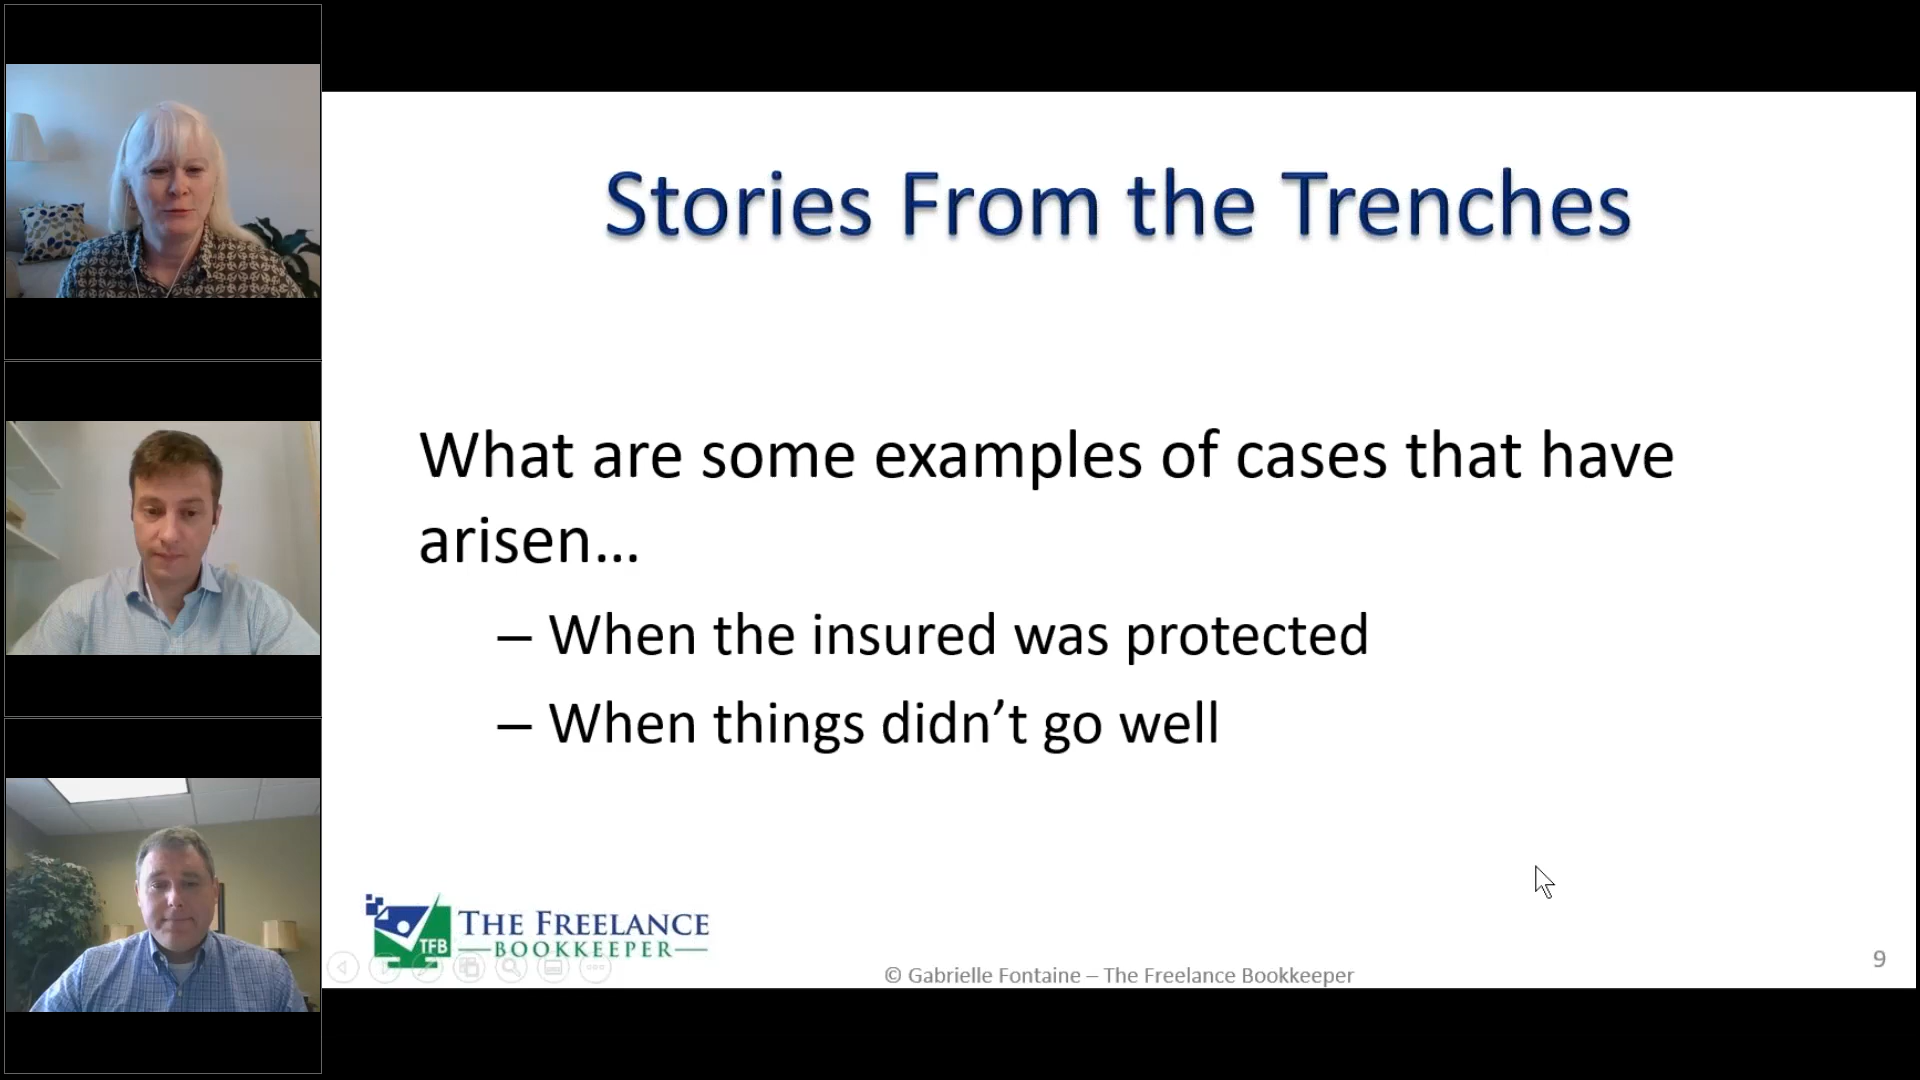 Stories From the Trenches
What are some examples of cases that have
arisen…
– When the insured was protected
– When things didn’t go well
TFB
THE FREELANCE
BOOKKEEPER
© Gabrielle Fontaine – The Freelance Bookkeeper
9